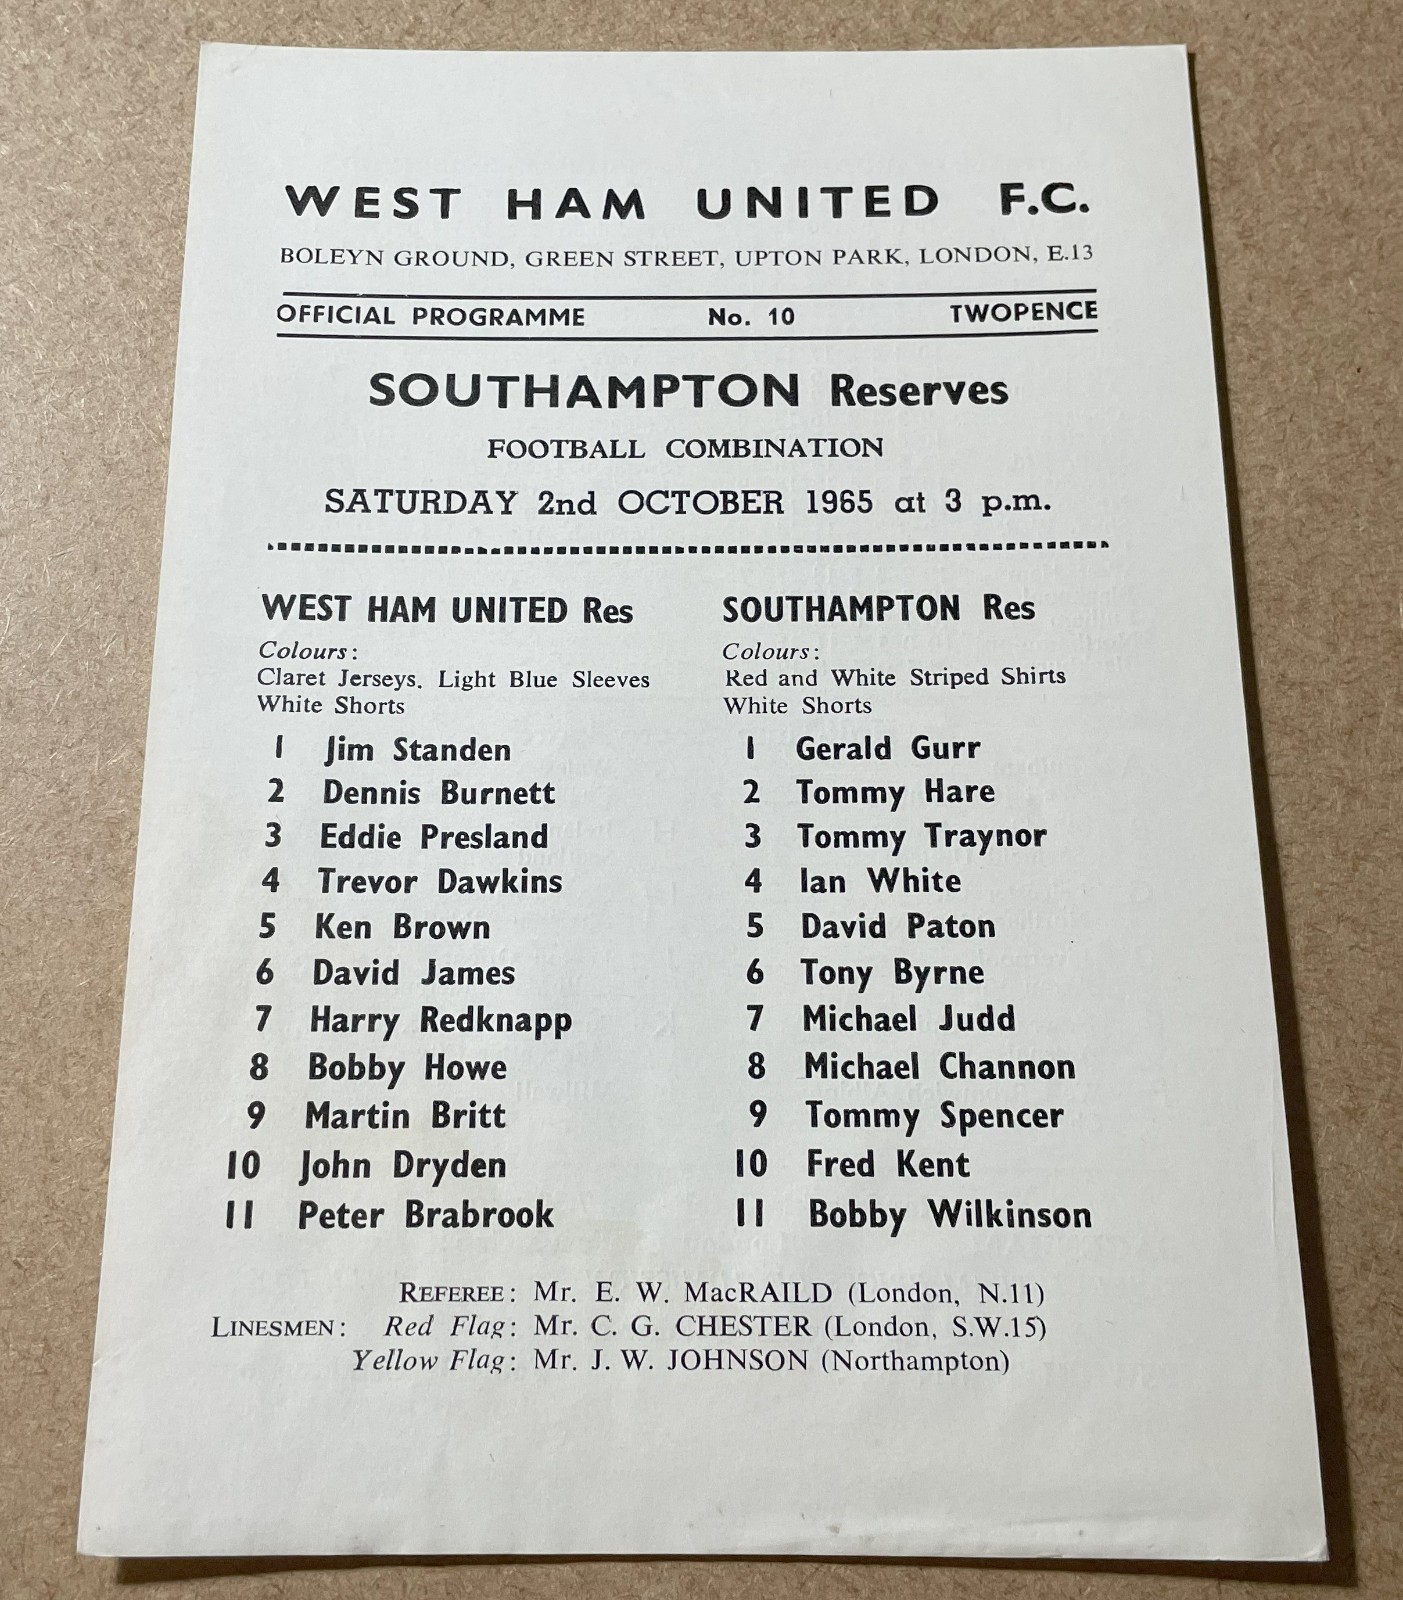 WEST HAM UNITED F.C.
BOLEYN GROUND, GREEN STREET, UPTON PARK, LONDON, E.13
OFFICIAL PROGRAMME No. 10 TWOPENCE
SOUTHAMPTON Reserves
FOOTBALL COMBINATION
SATURDAY 2nd OCTOBER 1965 at 3 p.m.
WEST HAM UNITED Res
Colours:
Claret Jerseys. Light Blue Sleeves
White Shorts
1 Jim Standen
2 Dennis Burnett
3 Eddie Presland
4 Trevor Dawkins
5 Ken Brown
6 David James
7 Harry Redknapp
8 Bobby Howe
9 Martin Britt
10 John Dryden
11 Peter Brabrook
SOUTHAMPTON Res
Colours:
Red and White Striped Shirts
White Shorts
1 Gerald Gurr
2 Tommy Hare
3 Tommy Traynor
4 Ian White
5 David Paton
6 Tony Byrne
7 Michael Judd
8 Michael Channon
9 Tommy Spencer
10 Fred Kent
11 Bobby Wilkinson
REFEREE: Mr. E. W. MacRAILD (London, N.11)
LINESMEN: Red Flag: Mr. C. G. CHESTER (London, S.W.15)
Yellow Flag: Mr. J. W. JOHNSON (Northampton)